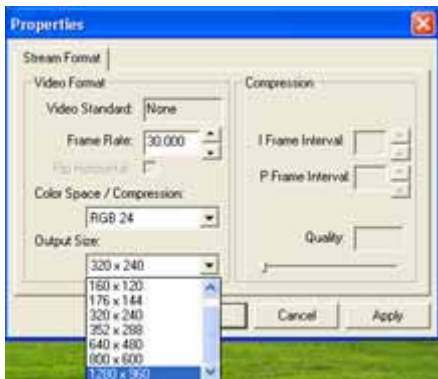 Properties
Stream Format
Video Format
Video Standard: None
Frame Rate: 30.000
Flip Horizontal:
Color Space / Compression:
RGB 24
Output Size:
320 x 240
160 x 120
176 x 144
320 x 240
352 x 288
640 x 480
800 x 600
1280 x 960
Compression
I Frame Interval
P Frame Interval
Quality
Cancel
Apply